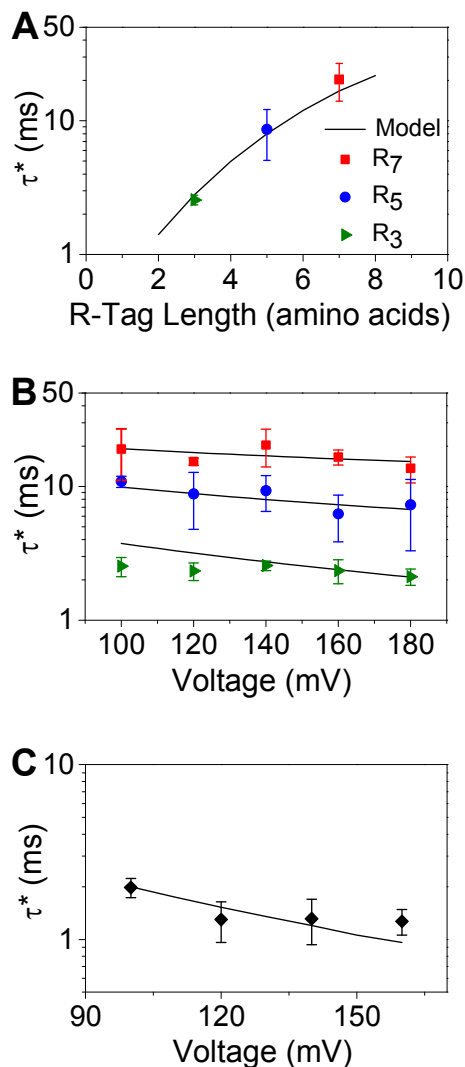 A
50
10
1
τ* (ms)
Model
R7
R5
R3
0 2 4 6 8 10
R-Tag Length (amino acids)
B
50
10
1
τ* (ms)
100 120 140 160 180
Voltage (mV)
C
10
1
τ* (ms)
90 120 150
Voltage (mV)